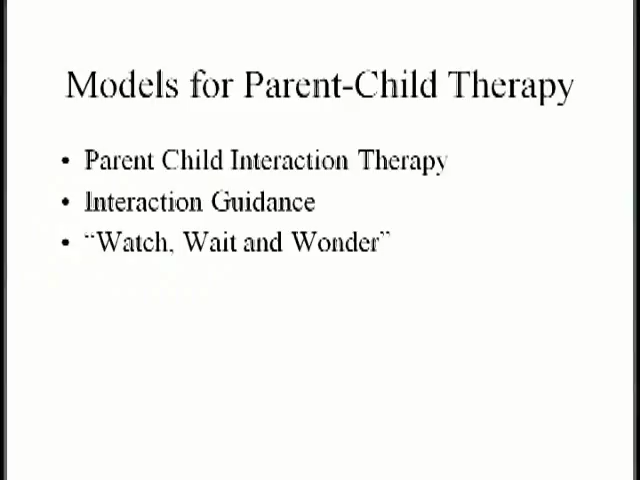 Models for Parent-Child Therapy
• Parent Child Interaction Therapy
• Interaction Guidance
• “Watch, Wait and Wonder”